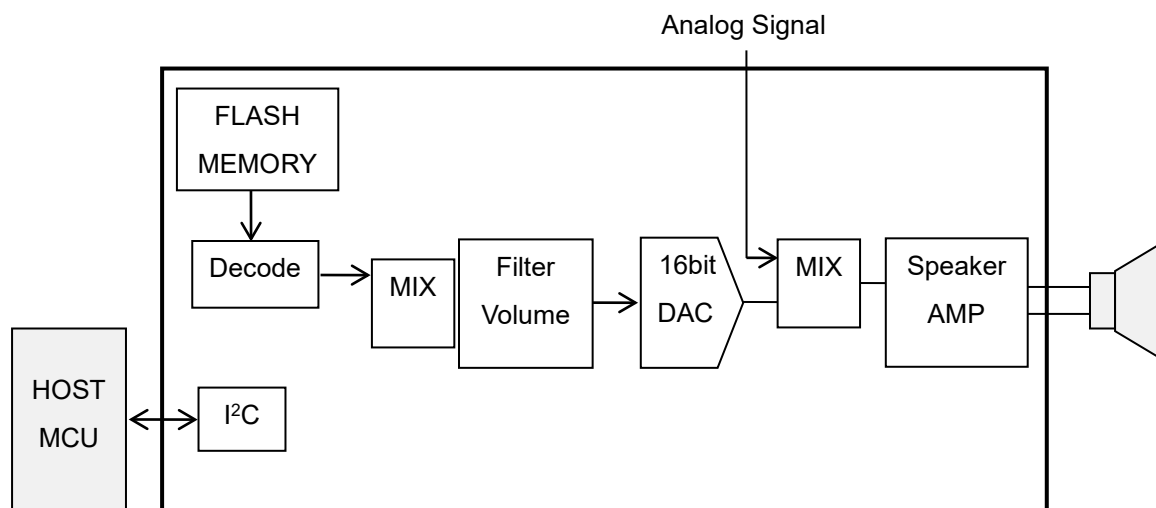 Analog Signal
FLASH
MEMORY
Decode
MIX
Filter
Volume
16bit
DAC
MIX
Speaker
AMP
HOST
MCU
I²C